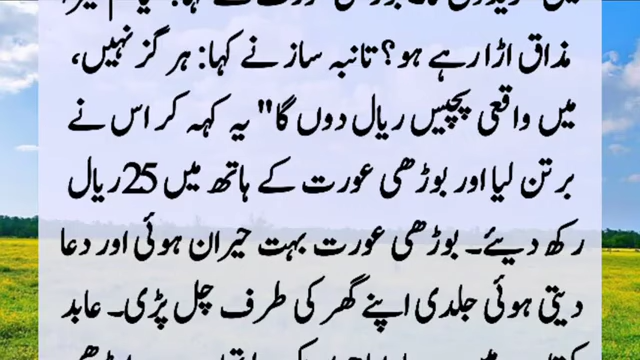 مذاق اڑا رہے ہو؟ تانبہ ساز نے کہا: ہر گز نہیں،
میں واقعی پچیس ریال دوں گا" یہ کہہ کر اس نے
برتن لیا اور بوڑھی عورت کے ہاتھ میں 25 ریال
رکھ دیئے۔ بوڑھی عورت بہت حیران ہوئی اور دعا
دیتی ہوئی جلدی اپنے گھر کی طرف چل پڑی۔ عابد